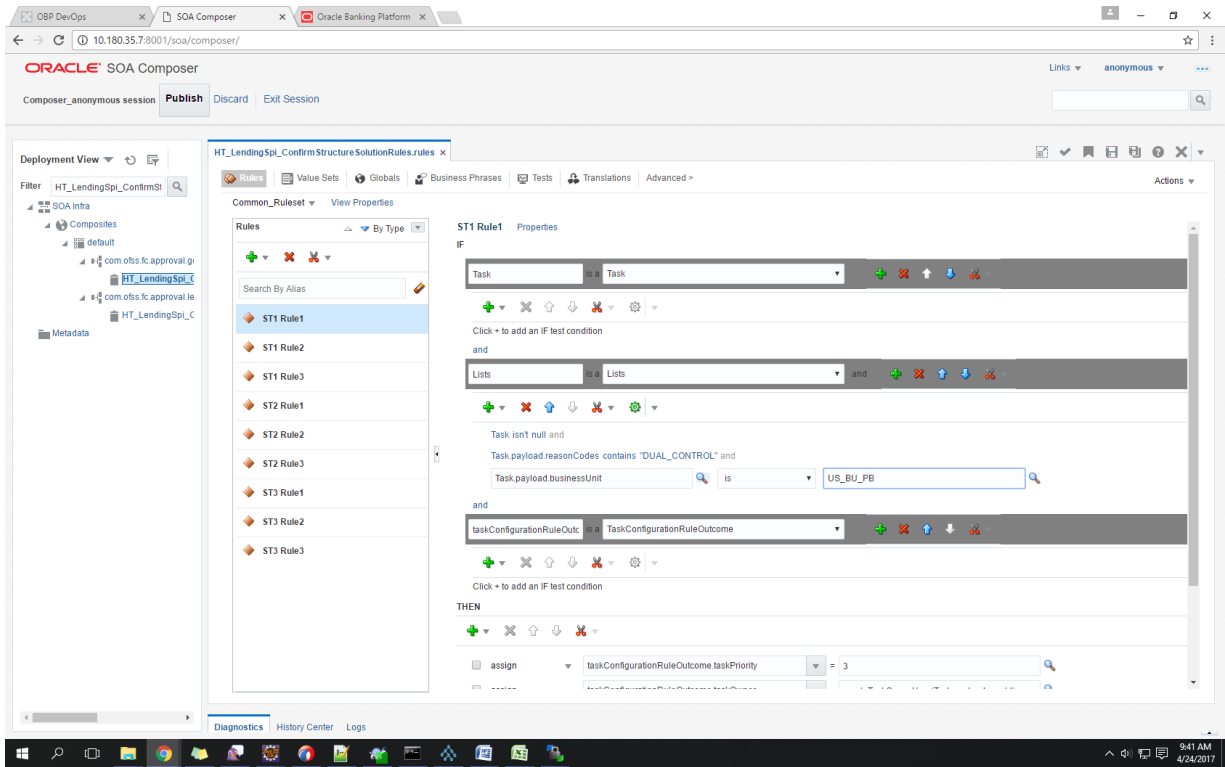 OBP DevOps
SOA Composer
Oracle Banking Platform
10.180.35.7:8001/soa/composer/
ORACLE SOA Composer
Links
anonymous
Composer_anonymous session Publish Discard Exit Session
Deployment View
HT_LendingSpi_ConfirmStructureSolutionRules.rules
Filter HT_LendingSpi_ConfirmSt
SOA Infra
Composites
default
com.ofss.fc.approval.ge
HT_LendingSpi_C
com.ofss.fc.approval.le
HT_LendingSpi_C
Metadata
Rules Value Sets Globals Business Phrases Tests Translations Advanced >
Actions
Common_Ruleset View Properties
Rules By Type
Search By Alias
ST1 Rule1
ST1 Rule2
ST1 Rule3
ST2 Rule1
ST2 Rule2
ST2 Rule3
ST3 Rule1
ST3 Rule2
ST3 Rule3
ST1 Rule1 Properties
IF
Task is a Task
Click + to add an IF test condition
and
Lists is a Lists and
Task isn't null and
Task.payload.reasonCodes contains "DUAL_CONTROL" and
Task.payload.businessUnit is US_BU_PB
and
taskConfigurationRuleOutc is a TaskConfigurationRuleOutcome
Click + to add an IF test condition
THEN
assign taskConfigurationRuleOutcome.taskPriority = 3
Diagnostics History Center Logs
9:41 AM
4/24/2017